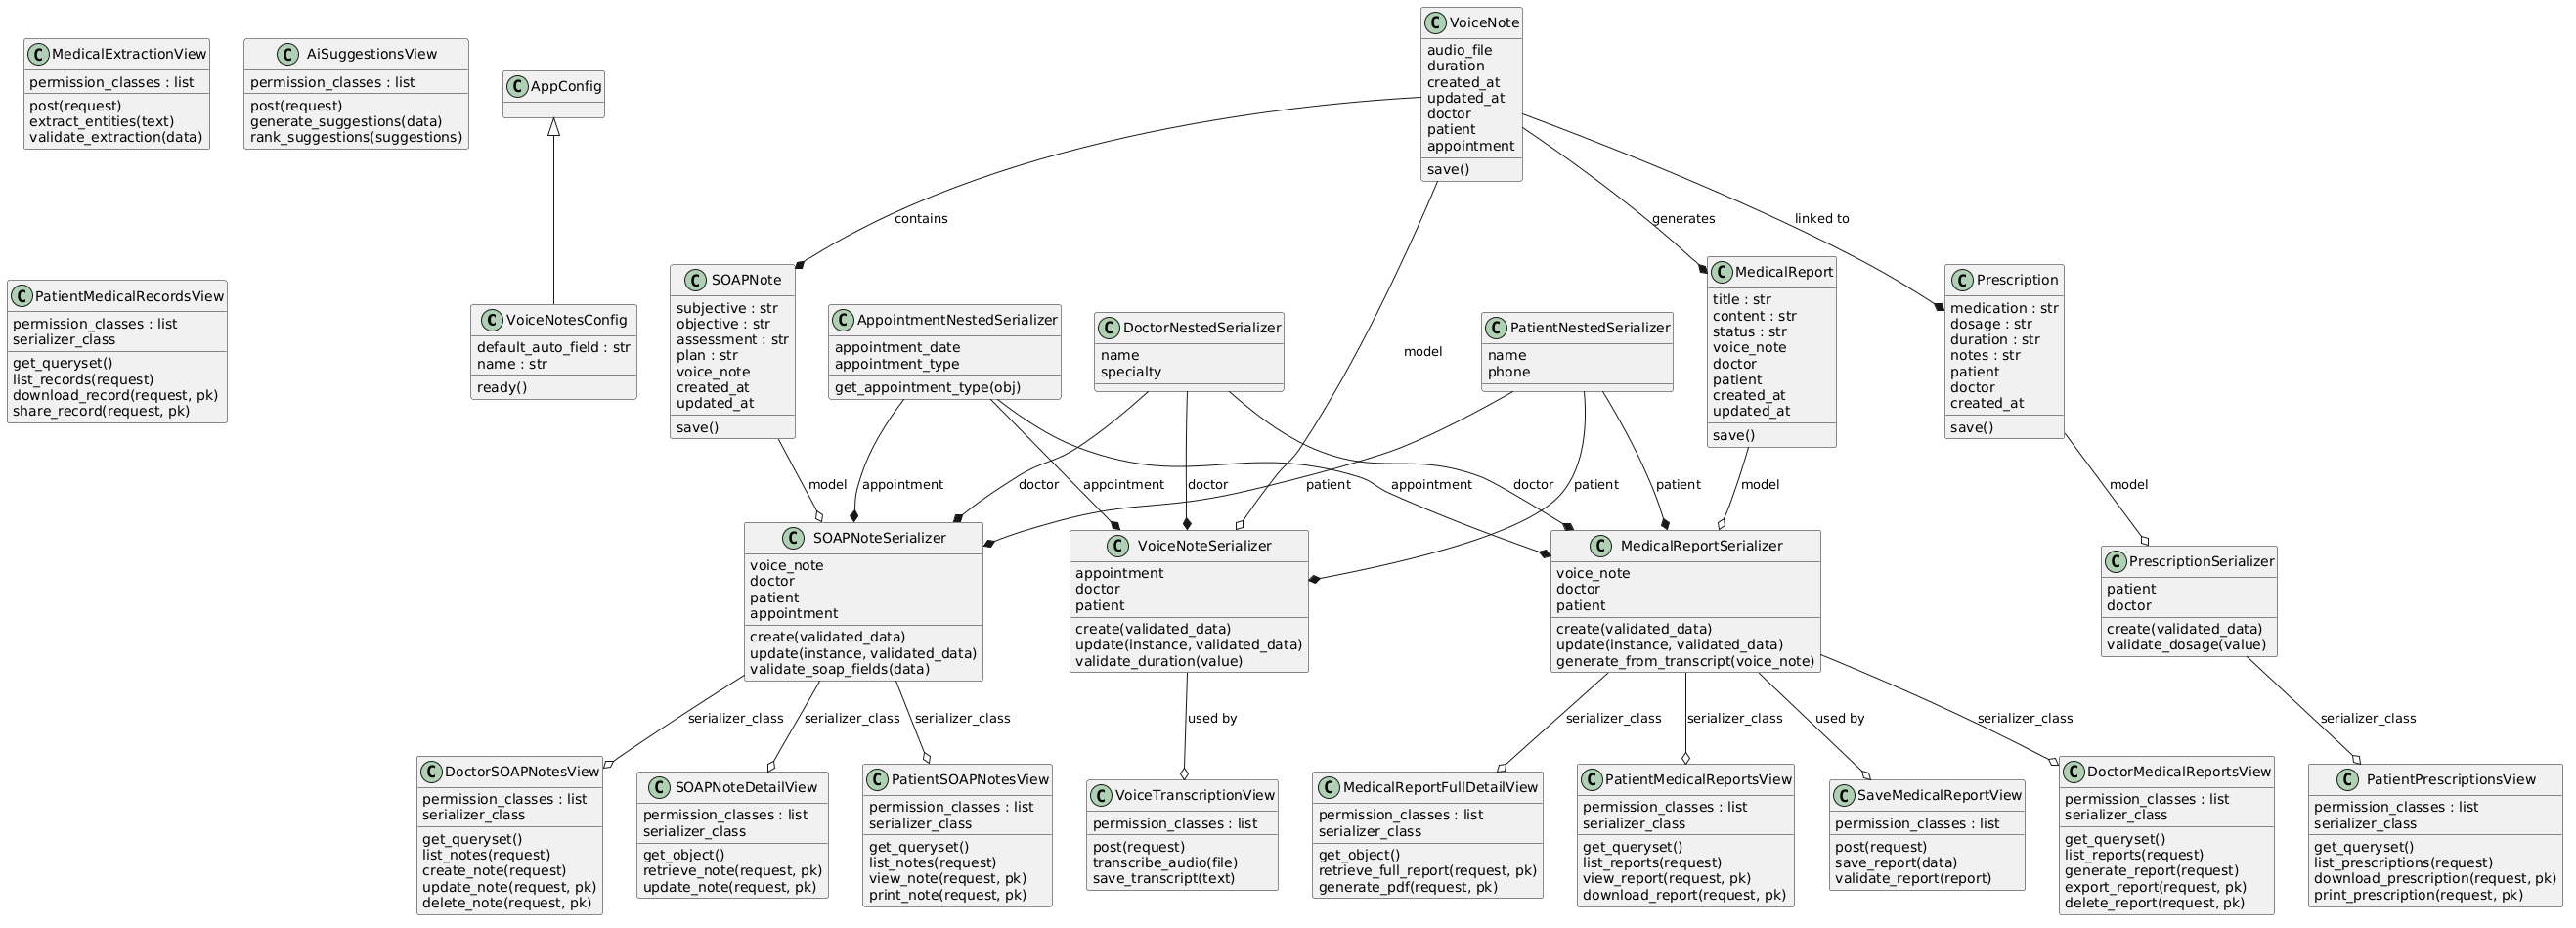 VoiceNote
audio_file
duration
created_at
updated_at
doctor
patient
appointment
save()
MedicalExtractionView
permission_classes : list
post(request)
extract_entities(text)
validate_extraction(data)
AiSuggestionsView
permission_classes : list
post(request)
generate_suggestions(data)
rank_suggestions(suggestions)
AppConfig
contains
generates
linked to
PatientMedicalRecordsView
permission_classes : list
serializer_class
get_queryset()
list_records(request)
download_record(request, pk)
share_record(request, pk)
VoiceNotesConfig
default_auto_field : str
name : str
ready()
SOAPNote
subjective : str
objective : str
assessment : str
plan : str
voice_note
created_at
updated_at
save()
AppointmentNestedSerializer
appointment_date
appointment_type
get_appointment_type(obj)
DoctorNestedSerializer
name
specialty
model
PatientNestedSerializer
name
phone
MedicalReport
title : str
content : str
status : str
voice_note
doctor
patient
created_at
updated_at
save()
Prescription
medication : str
dosage : str
duration : str
notes : str
patient
doctor
created_at
save()
model
appointment
doctor
appointment
doctor
patient
appointment
doctor
patient
patient
model
model
SOAPNoteSerializer
voice_note
doctor
patient
appointment
create(validated_data)
update(instance, validated_data)
validate_soap_fields(data)
VoiceNoteSerializer
appointment
doctor
patient
create(validated_data)
update(instance, validated_data)
validate_duration(value)
MedicalReportSerializer
voice_note
doctor
patient
create(validated_data)
update(instance, validated_data)
generate_from_transcript(voice_note)
PrescriptionSerializer
patient
doctor
create(validated_data)
validate_dosage(value)
serializer_class
serializer_class
serializer_class
used by
serializer_class
serializer_class
used by
serializer_class
serializer_class
DoctorSOAPNotesView
permission_classes : list
serializer_class
get_queryset()
list_notes(request)
create_note(request)
update_note(request, pk)
delete_note(request, pk)
SOAPNoteDetailView
permission_classes : list
serializer_class
get_object()
retrieve_note(request, pk)
update_note(request, pk)
PatientSOAPNotesView
permission_classes : list
serializer_class
get_queryset()
list_notes(request)
view_note(request, pk)
print_note(request, pk)
VoiceTranscriptionView
permission_classes : list
post(request)
transcribe_audio(file)
save_transcript(text)
MedicalReportFullDetailView
permission_classes : list
serializer_class
get_object()
retrieve_full_report(request, pk)
generate_pdf(request, pk)
PatientMedicalReportsView
permission_classes : list
serializer_class
get_queryset()
list_reports(request)
view_report(request, pk)
download_report(request, pk)
SaveMedicalReportView
permission_classes : list
post(request)
save_report(data)
validate_report(report)
DoctorMedicalReportsView
permission_classes : list
serializer_class
get_queryset()
list_reports(request)
generate_report(request)
export_report(request, pk)
delete_report(request, pk)
PatientPrescriptionsView
permission_classes : list
serializer_class
get_queryset()
list_prescriptions(request)
download_prescription(request, pk)
print_prescription(request, pk)